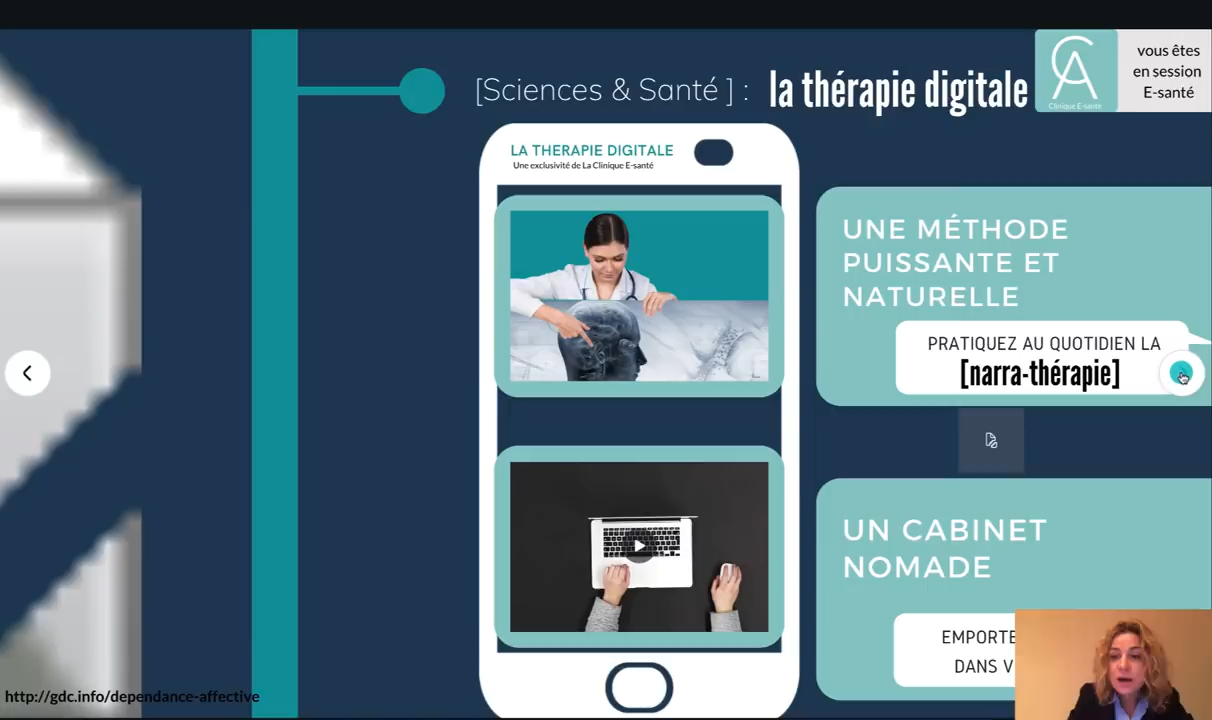 [Sciences & Santé ] : la thérapie digitale
CA
Clinique E-santé
vous êtes
en session
E-santé
LA THERAPIE DIGITALE
Une exclusivité de La Clinique E-santé
UNE MÉTHODE
PUISSANTE ET
NATURELLE
PRATIQUEZ AU QUOTIDIEN LA
[narra-thérapie]
UN CABINET
NOMADE
EMPORTE
DANS V
http://gdc.info/dependance-affective